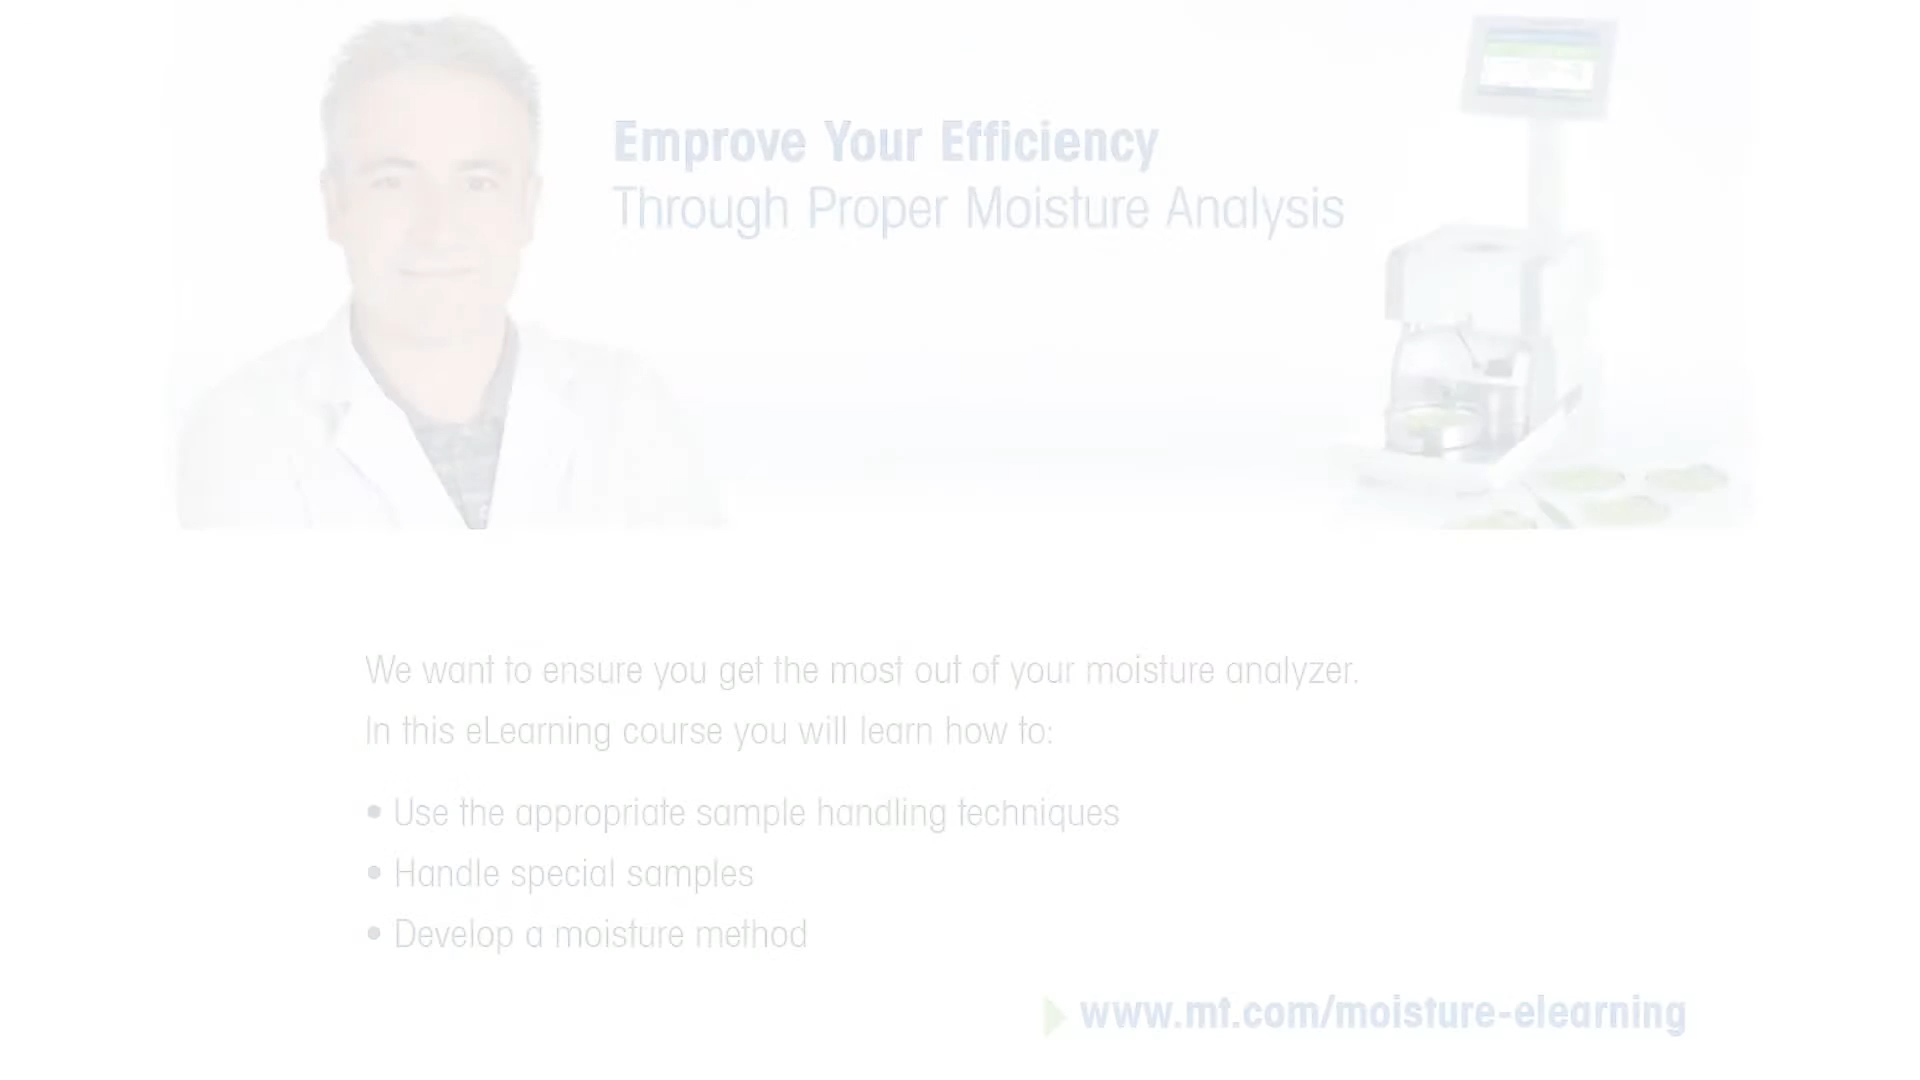 Emprove Your Efficiency
Through Proper Moisture Analysis
We want to ensure you get the most out of your moisture analyzer.
In this eLearning course you will learn how to:
• Use the appropriate sample handling techniques
• Handle special samples
• Develop a moisture method
www.mt.com/moisture-elearning